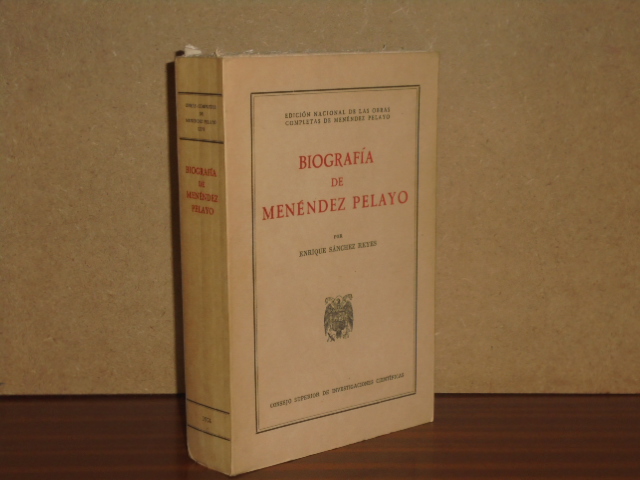 EDICIÓN NACIONAL DE LAS OBRAS
COMPLETAS DE MENÉNDEZ PELAYO
BIOGRAFÍA
DE
MENÉNDEZ PELAYO
POR
ENRIQUE SÁNCHEZ REYES
CONSEJO SUPERIOR DE INVESTIGACIONES CIENTÍFICAS
BIOGRAFÍA
DE
MENÉNDEZ
PELAYO